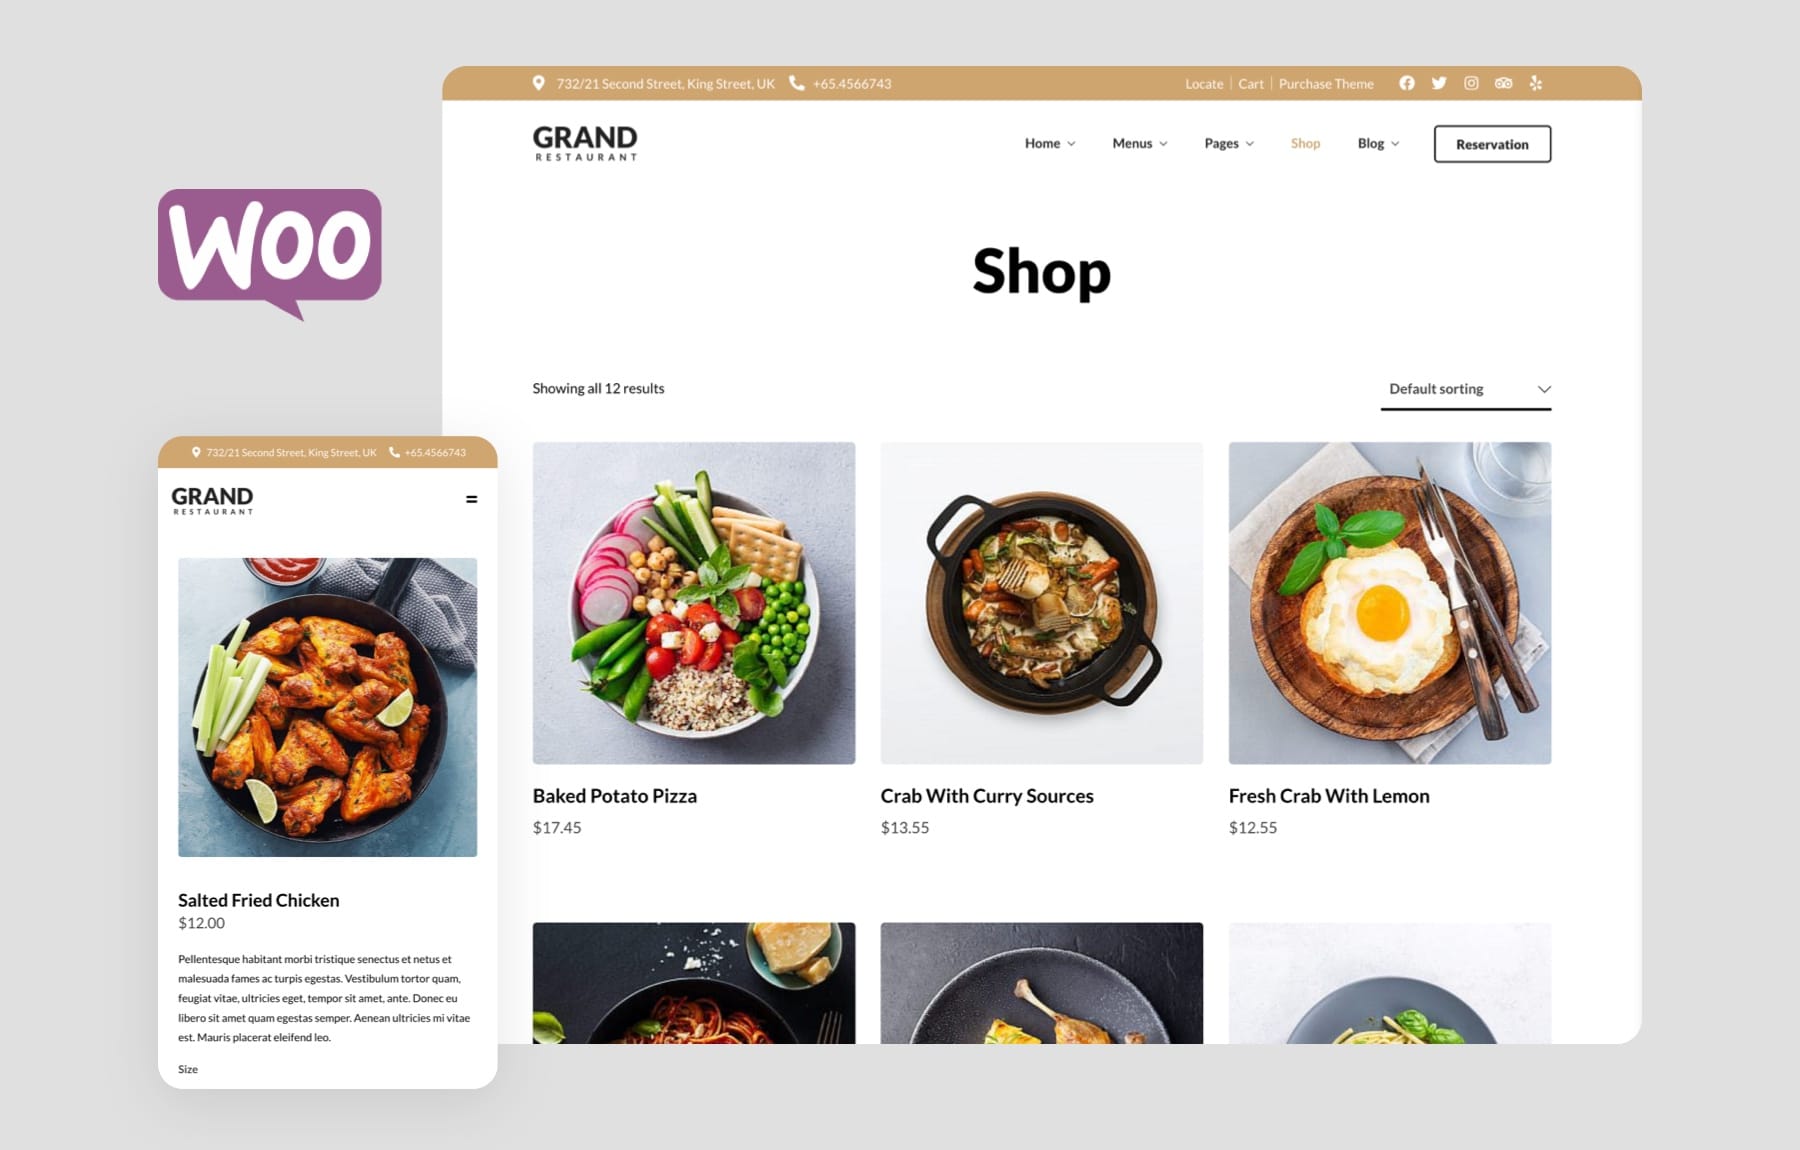 732/21 Second Street, King Street, UK +65.4566743 Locate Cart Purchase Theme
GRAND
RESTAURANT
Home Menus Pages Shop Blog Reservation
WOO
Shop
Showing all 12 results Default sorting
Baked Potato Pizza
$17.45
Crab With Curry Sources
$13.55
Fresh Crab With Lemon
$12.55
732/21 Second Street, King Street, UK +65.4566743
GRAND
RESTAURANT
Salted Fried Chicken
$12.00
Pellentesque habitant morbi tristique senectus et netus et
malesuada fames ac turpis egestas. Vestibulum tortor quam,
feugiat vitae, ultricies eget, tempor sit amet, ante. Donec eu
libero sit amet quam egestas semper. Aenean ultricies mi vitae
est. Mauris placerat eleifend leo.
Size